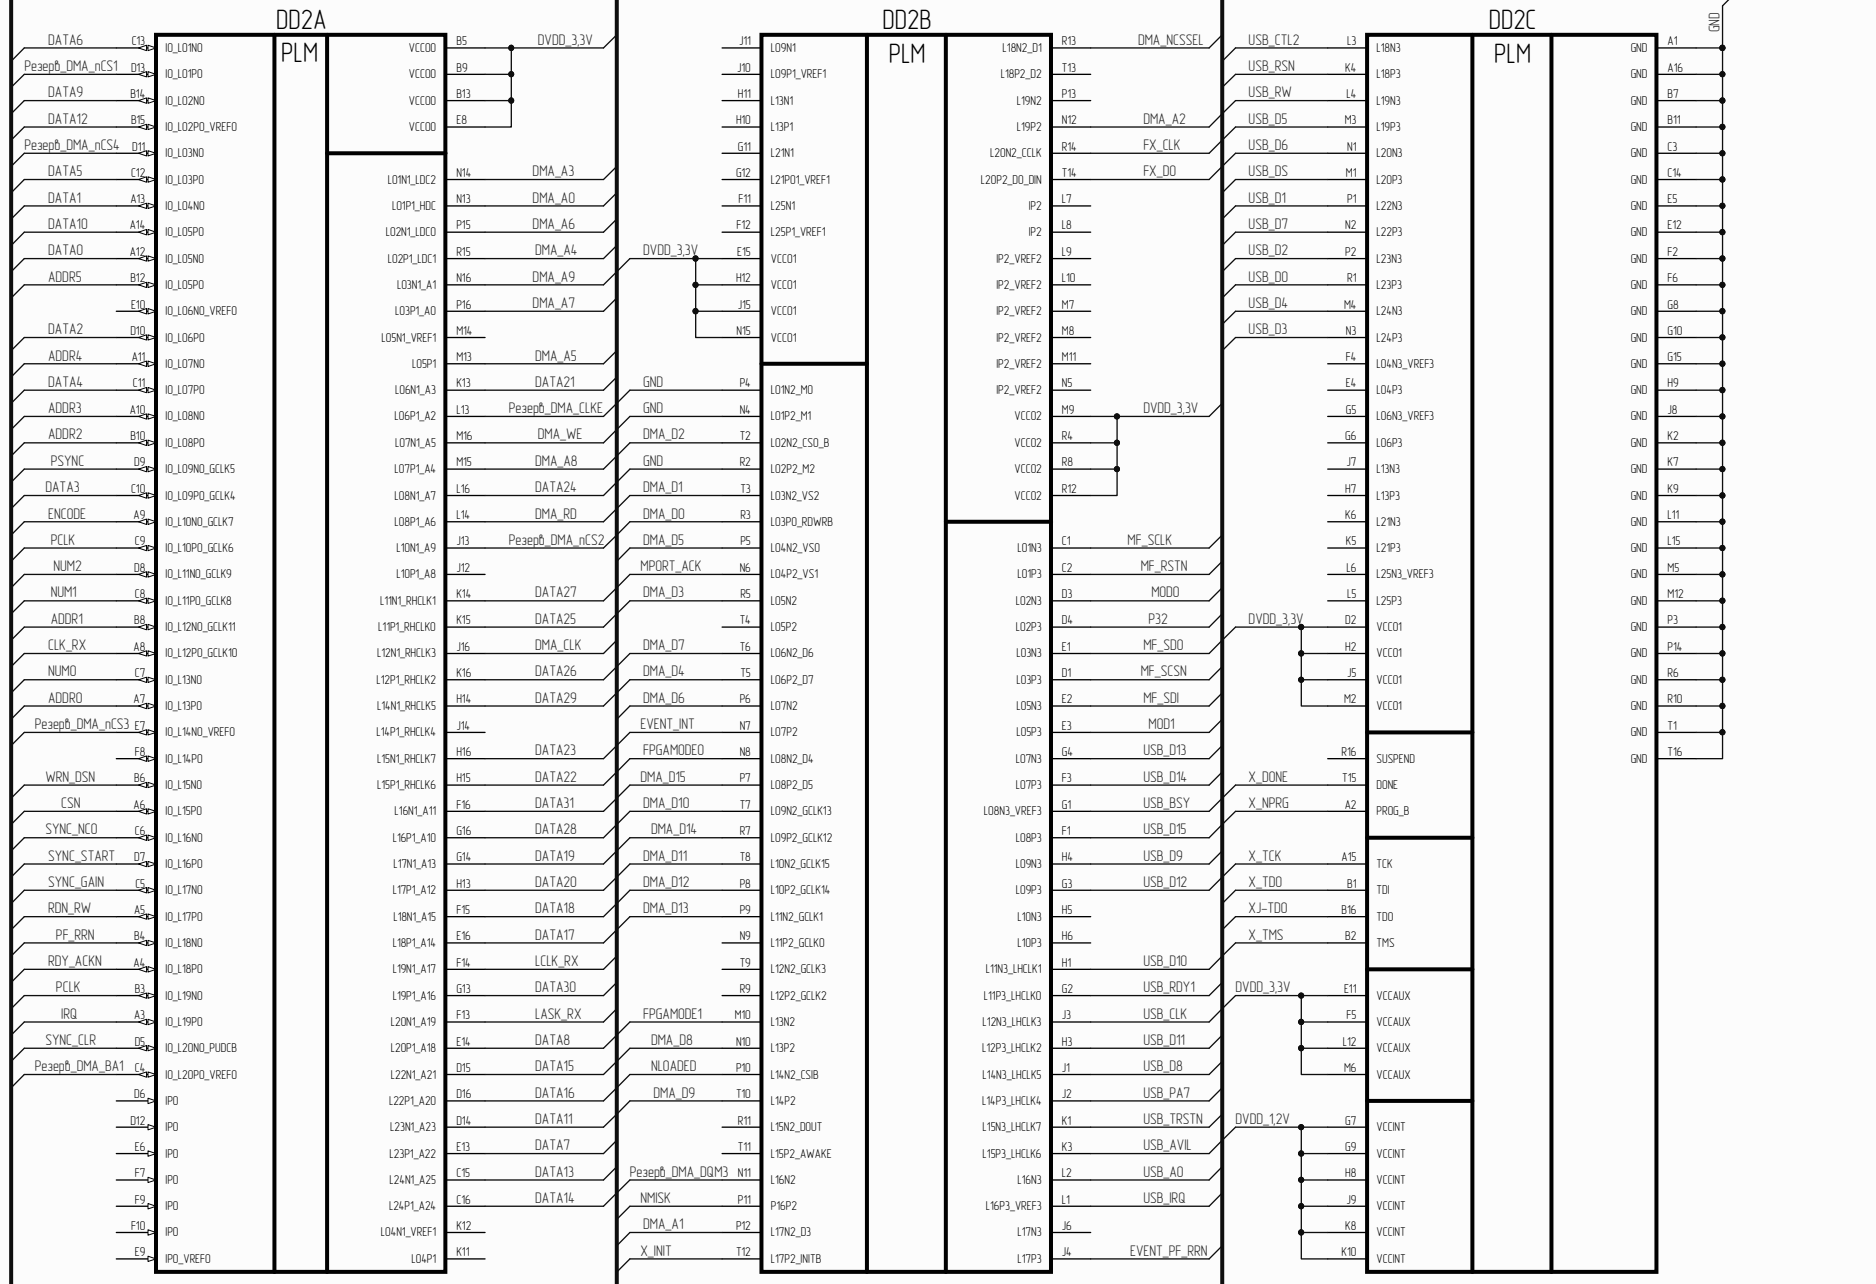 DD2A
PLM
DATA6 C13 IO_L01N0
Резерв_DMA_nCS1 D13 IO_L01P0
DATA9 B14 IO_L02N0
DATA12 B15 IO_L02P0_VREF0
Резерв_DMA_nCS4 D11 IO_L03N0
DATA5 C12 IO_L03P0
DATA1 A13 IO_L04N0
DATA10 A14 IO_L05P0
DATA0 A12 IO_L05N0
ADDR5 B12 IO_L05P0
E10 IO_L06N0_VREF0
DATA2 D10 IO_L06P0
ADDR4 A11 IO_L07N0
DATA4 C11 IO_L07P0
ADDR3 A10 IO_L08N0
ADDR2 B10 IO_L08P0
PSYNC D9 IO_L09N0_GCLK5
DATA3 C10 IO_L09P0_GCLK4
ENCODE A9 IO_L10N0_GCLK7
PCLK C9 IO_L10P0_GCLK6
NUM2 D8 IO_L11N0_GCLK9
NUM1 C8 IO_L11P0_GCLK8
ADDR1 B8 IO_L12N0_GCLK11
CLK_RX A8 IO_L12P0_GCLK10
NUM0 C7 IO_L13N0
ADDR0 A7 IO_L13P0
Резерв_DMA_nCS3 E7 IO_L14N0_VREF0
F8 IO_L14P0
WRN_DSN B6 IO_L15N0
CSN A6 IO_L15P0
SYNC_NCO C6 IO_L16N0
SYNC_START D7 IO_L16P0
SYNC_GAIN C5 IO_L17N0
RDN_RW A5 IO_L17P0
PF_RRN B4 IO_L18N0
RDY_ACKN A4 IO_L18P0
PCLK B3 IO_L19N0
IRQ A3 IO_L19P0
SYNC_CLR D5 IO_L20N0_PUDCB
Резерв_DMA_BA1 C4 IO_L20P0_VREF0
D6 IP0
D12 IP0
E6 IP0
F7 IP0
F9 IP0
F10 IP0
E9 IP0_VREF0
VCCO0 B5 DVDD_3,3V
VCCO0 B9
VCCO0 B13
VCCO0 E8
L01N1_LDC2 N14 DMA_A3
L01P1_HDC N13 DMA_A0
L02N1_LDC0 P15 DMA_A6
L02P1_LDC1 R15 DMA_A4
L03N1_A1 N16 DMA_A9
L03P1_A0 P16 DMA_A7
L05N1_VREF1 M14
L05P1 M13 DMA_A5
L06N1_A3 K13 DATA21
L06P1_A2 L13 Резерв_DMA_CLKE
L07N1_A5 M16 DMA_WE
L07P1_A4 M15 DMA_A8
L08N1_A7 L16 DATA24
L08P1_A6 L14 DMA_RD
L10N1_A9 J13 Резерв_DMA_nCS2
L10P1_A8 J12
L11N1_RHCLK1 K14 DATA27
L11P1_RHCLK0 K15 DATA25
L12N1_RHCLK3 J16 DMA_CLK
L12P1_RHCLK2 K16 DATA26
L14N1_RHCLK5 H14 DATA29
L14P1_RHCLK4 J14
L15N1_RHCLK7 H16 DATA23
L15P1_RHCLK6 H15 DATA22
L16N1_A11 F16 DATA31
L16P1_A10 G16 DATA28
L17N1_A13 G14 DATA19
L17P1_A12 H13 DATA20
L18N1_A15 F15 DATA18
L18P1_A14 E16 DATA17
L19N1_A17 F14 LCLK_RX
L19P1_A16 G13 DATA30
L20N1_A19 F13 LASK_RX
L20P1_A18 E14 DATA8
L22N1_A21 D15 DATA15
L22P1_A20 D16 DATA16
L23N1_A23 D14 DATA11
L23P1_A22 E13 DATA7
L24N1_A25 C15 DATA13
L24P1_A24 C16 DATA14
L04N1_VREF1 K12
L04P1 K11
DD2B
PLM
J11 L09N1
J10 L09P1_VREF1
H11 L13N1
H10 L13P1
G11 L21N1
G12 L21P01_VREF1
F11 L25N1
F12 L25P1_VREF1
DVDD_3,3V E15 VCCO1
H12 VCCO1
J15 VCCO1
N15 VCCO1
GND P4 L01N2_M0
GND N4 L01P2_M1
DMA_D2 T2 L02N2_CSO_B
GND R2 L02P2_M2
DMA_D1 T3 L03N2_VS2
DMA_D0 R3 L03P0_RDWRB
DMA_D5 P5 L04N2_VS0
MPORT_ACK N6 L04P2_VS1
DMA_D3 R5 L05N2
T4 L05P2
DMA_D7 T6 L06N2_D6
DMA_D4 T5 L06P2_D7
DMA_D6 P6 L07N2
EVENT_INT N7 L07P2
FPGAMODE0 N8 L08N2_D4
DMA_D15 P7 L08P2_D5
DMA_D10 T7 L09N2_GCLK13
DMA_D14 R7 L09P2_GCLK12
DMA_D11 T8 L10N2_GCLK15
DMA_D12 P8 L10P2_GCLK14
DMA_D13 P9 L11N2_GCLK1
N9 L11P2_GCLK0
T9 L12N2_GCLK3
R9 L12P2_GCLK2
FPGAMODE1 M10 L13N2
DMA_D8 N10 L13P2
NLOADED P10 L14N2_CSIB
DMA_D9 T10 L14P2
R11 L15N2_DOUT
T11 L15P2_AWAKE
Резерв_DMA_DQM3 N11 L16N2
NMISK P11 P16P2
DMA_A1 P12 L17N2_D3
X_INIT T12 L17P2_INITB
L18N2_D1 R13 DMA_NCSSEL
L18P2_D2 T13
L19N2 P13
L19P2 N12 DMA_A2
L20N2_CCLK R14 FX_CLK
L20P2_D0_DIN T14 FX_D0
IP2 L7
IP2 L8
IP2_VREF2 L9
IP2_VREF2 L10
IP2_VREF2 M7
IP2_VREF2 M8
IP2_VREF2 M11
IP2_VREF2 N5
VCCO2 M9 DVDD_3,3V
VCCO2 R4
VCCO2 R8
VCCO2 R12
L01N3 C1 MF_SCLK
L01P3 C2 MF_RSTN
L02N3 D3 MOD0
L02P3 D4 P32
L03N3 E1 MF_SDO
L03P3 D1 MF_SCSN
L05N3 E2 MF_SDI
L05P3 E3 MOD1
L07N3 G4 USB_D13
L07P3 F3 USB_D14
L08N3_VREF3 G1 USB_BSY
L08P3 F1 USB_D15
L09N3 H4 USB_D9
L09P3 G3 USB_D12
L10N3 H5
L10P3 H6
L11N3_LHCLK1 H1 USB_D10
L11P3_LHCLK0 G2 USB_RDY1
L12N3_LHCLK3 J3 USB_CLK
L12P3_LHCLK2 H3 USB_D11
L14N3_LHCLK5 J1 USB_D8
L14P3_LHCLK4 J2 USB_PA7
L15N3_LHCLK7 K1 USB_TRSTN
L15P3_LHCLK6 K3 USB_AVIL
L16N3 L2 USB_A0
L16P3_VREF3 L1 USB_IRQ
L17N3 J6
L17P3 J4 EVENT_PF_RRN
DD2C
PLM
USB_CTL2 L3 L18N3
USB_RSN K4 L18P3
USB_RW L4 L19N3
USB_D5 M3 L19P3
USB_D6 N1 L20N3
USB_DS M1 L20P3
USB_D1 P1 L22N3
USB_D7 N2 L22P3
USB_D2 P2 L23N3
USB_D0 R1 L23P3
USB_D4 M4 L24N3
USB_D3 N3 L24P3
F4 L04N3_VREF3
E4 L04P3
G5 L06N3_VREF3
G6 L06P3
J7 L13N3
H7 L13P3
K6 L21N3
K5 L21P3
L6 L25N3_VREF3
L5 L25P3
DVDD_3,3V D2 VCCO1
H2 VCCO1
J5 VCCO1
M2 VCCO1
R16 SUSPEND
X_DONE T15 DONE
X_NPRG A2 PROG_B
X_TCK A15 TCK
X_TDO B1 TDI
XJ-TDO B16 TDO
X_TMS B2 TMS
DVDD_3,3V E11 VCCAUX
F5 VCCAUX
L12 VCCAUX
M6 VCCAUX
DVDD_1,2V G7 VCCINT
G9 VCCINT
H8 VCCINT
J9 VCCINT
K8 VCCINT
K10 VCCINT
GND
GND A1
GND A16
GND B7
GND B11
GND C3
GND C14
GND E5
GND E12
GND F2
GND F6
GND G8
GND G10
GND G15
GND H9
GND J8
GND K2
GND K7
GND K9
GND L11
GND L15
GND M5
GND M12
GND P3
GND P14
GND R6
GND R10
GND T1
GND T16